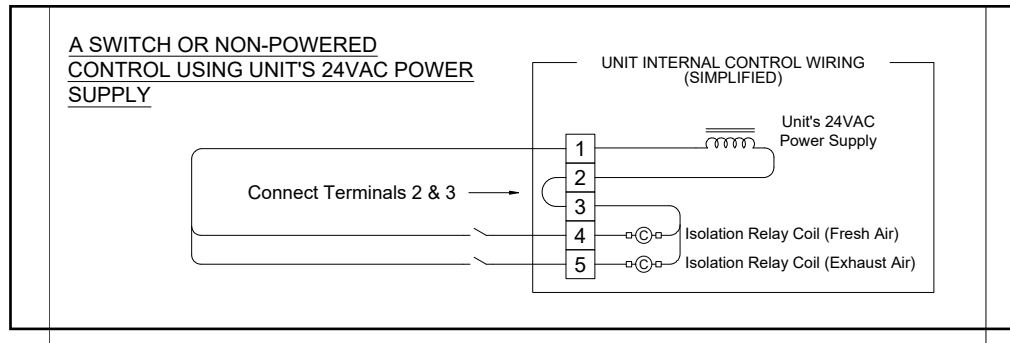 A SWITCH OR NON-POWERED
CONTROL USING UNIT'S 24VAC POWER
SUPPLY
UNIT INTERNAL CONTROL WIRING
(SIMPLIFIED)
Unit's 24VAC
Power Supply
1
2
Connect Terminals 2 & 3
3
4
C
Isolation Relay Coil (Fresh Air)
5
C
Isolation Relay Coil (Exhaust Air)